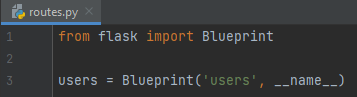 routes.py
1 from flask import Blueprint
2
3 users = Blueprint('users', __name__)